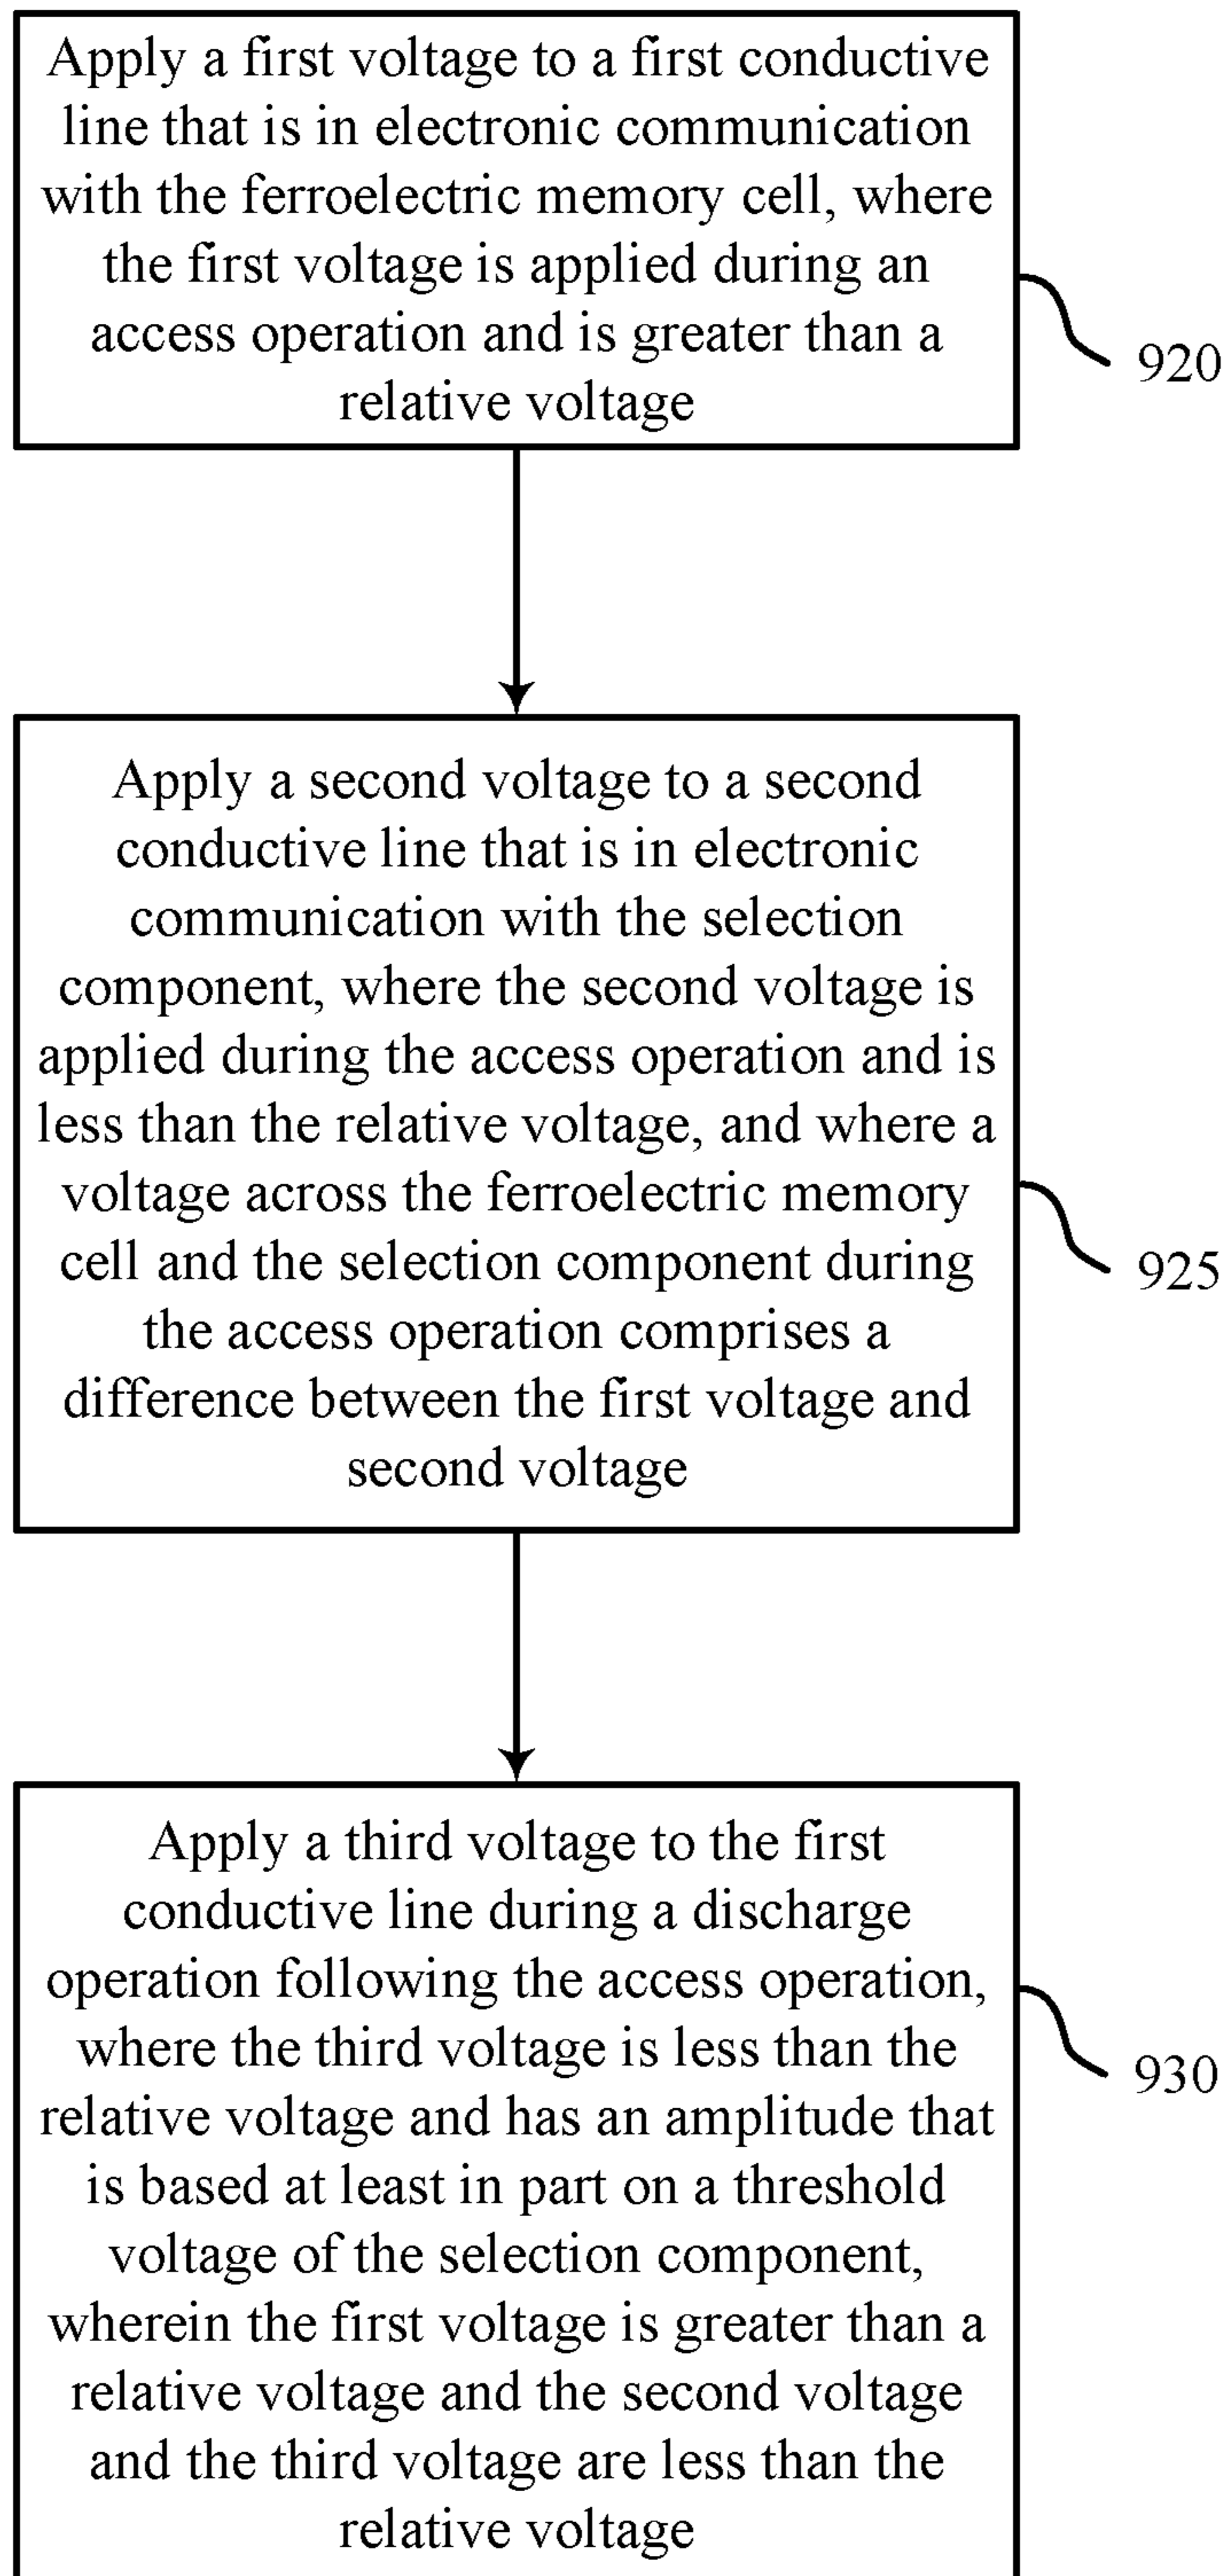 Apply a first voltage to a first conductive
line that is in electronic communication
with the ferroelectric memory cell, where
the first voltage is applied during an
access operation and is greater than a
relative voltage
920
Apply a second voltage to a second
conductive line that is in electronic
communication with the selection
component, where the second voltage is
applied during the access operation and is
less than the relative voltage, and where a
voltage across the ferroelectric memory
cell and the selection component during
the access operation comprises a
difference between the first voltage and
second voltage
925
Apply a third voltage to the first
conductive line during a discharge
operation following the access operation,
where the third voltage is less than the
relative voltage and has an amplitude that
is based at least in part on a threshold
voltage of the selection component,
wherein the first voltage is greater than a
relative voltage and the second voltage
and the third voltage are less than the
relative voltage
930